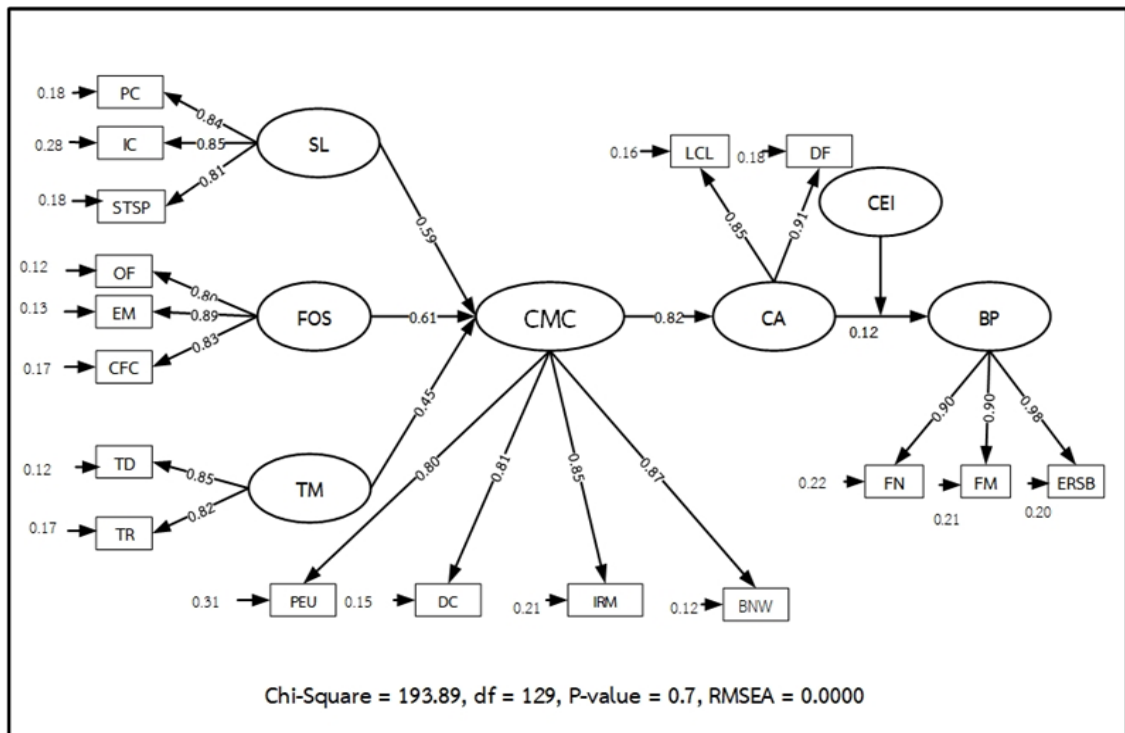 0.18
PC
0.84
0.28
IC
0.85
SL
0.18
STSP
0.81
0.59
0.16
LCL
0.18
DF
0.85
0.91
CEI
0.12
OF
0.80
0.13
EM
0.89
FOS
0.61
CMC
0.82
CA
0.12
BP
0.17
CFC
0.83
0.45
0.90
0.90
0.98
0.12
TD
0.85
TM
0.17
TR
0.82
0.80
0.81
0.85
0.87
0.22
FN
0.21
FM
0.20
ERSB
0.31
PEU
0.15
DC
0.21
IRM
0.12
BNW
Chi-Square = 193.89, df = 129, P-value = 0.7, RMSEA = 0.0000